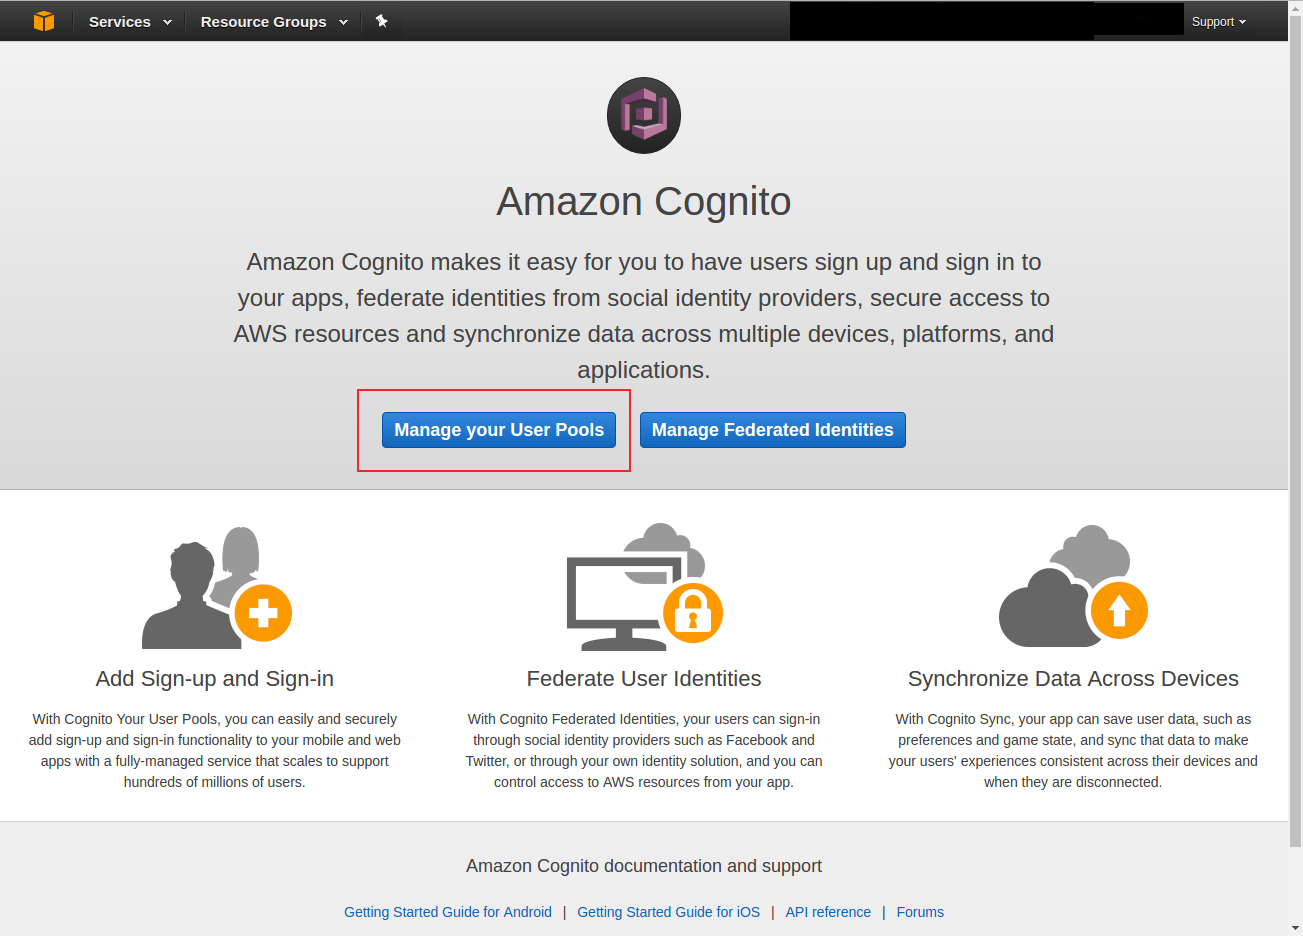 Services
Resource Groups
Support
Amazon Cognito
Amazon Cognito makes it easy for you to have users sign up and sign in to
your apps, federate identities from social identity providers, secure access to
AWS resources and synchronize data across multiple devices, platforms, and
applications.
Manage your User Pools
Manage Federated Identities
Add Sign-up and Sign-in
With Cognito Your User Pools, you can easily and securely
add sign-up and sign-in functionality to your mobile and web
apps with a fully-managed service that scales to support
hundreds of millions of users.
Federate User Identities
With Cognito Federated Identities, your users can sign-in
through social identity providers such as Facebook and
Twitter, or through your own identity solution, and you can
control access to AWS resources from your app.
Synchronize Data Across Devices
With Cognito Sync, your app can save user data, such as
preferences and game state, and sync that data to make
your users' experiences consistent across their devices and
when they are disconnected.
Amazon Cognito documentation and support
Getting Started Guide for Android | Getting Started Guide for iOS | API reference | Forums